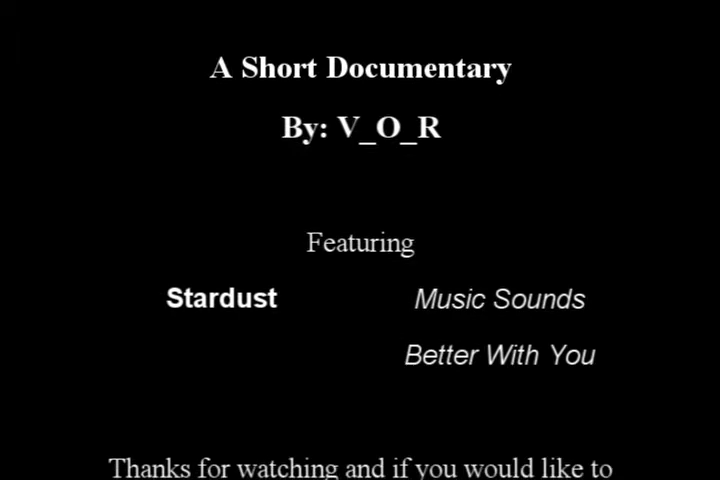 A Short Documentary
By: V_O_R
Featuring
Stardust Music Sounds
Better With You
Thanks for watching and if you would like to